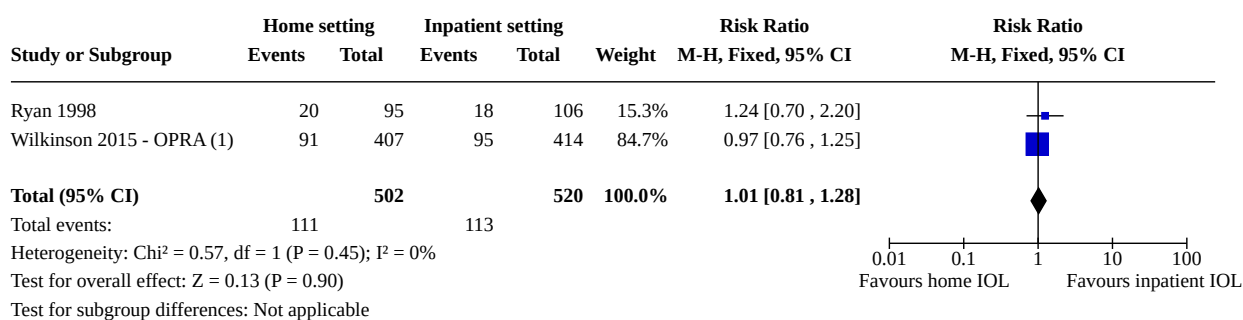 Home setting Inpatient setting Risk Ratio Risk Ratio
Study or Subgroup Events Total Events Total Weight M-H, Fixed, 95% CI M-H, Fixed, 95% CI
Ryan 1998 20 95 18 106 15.3% 1.24 [0.70 , 2.20]
Wilkinson 2015 - OPRA (1) 91 407 95 414 84.7% 0.97 [0.76 , 1.25]
Total (95% CI) 502 520 100.0% 1.01 [0.81 , 1.28]
Total events: 111 113
Heterogeneity: Chi² = 0.57, df = 1 (P = 0.45); I² = 0%
0.01 0.1 1 10 100
Test for overall effect: Z = 0.13 (P = 0.90)
Favours home IOL Favours inpatient IOL
Test for subgroup differences: Not applicable